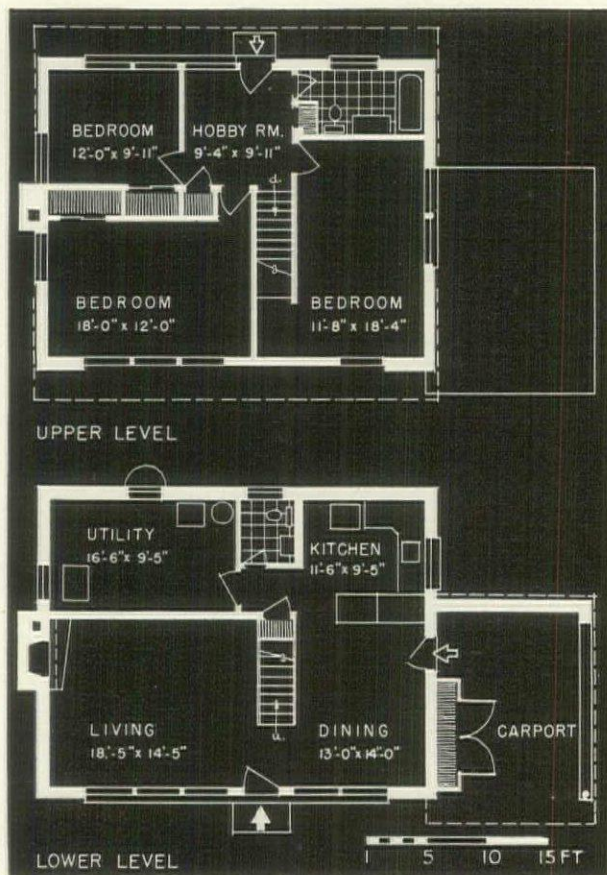 BEDROOM
12'-0" x 9'-11"
HOBBY RM.
9'-4" x 9'-11"
d.
BEDROOM
18'-0" x 12'-0"
BEDROOM
11'-8" x 18'-4"
UPPER LEVEL
UTILITY
16'-6" x 9'-5"
KITCHEN
11'-6" x 9'-5"
LIVING
18'-5" x 14'-5"
u.
DINING
13'-0" x 14'-0"
CARPORT
LOWER LEVEL
1 5 10 15 FT